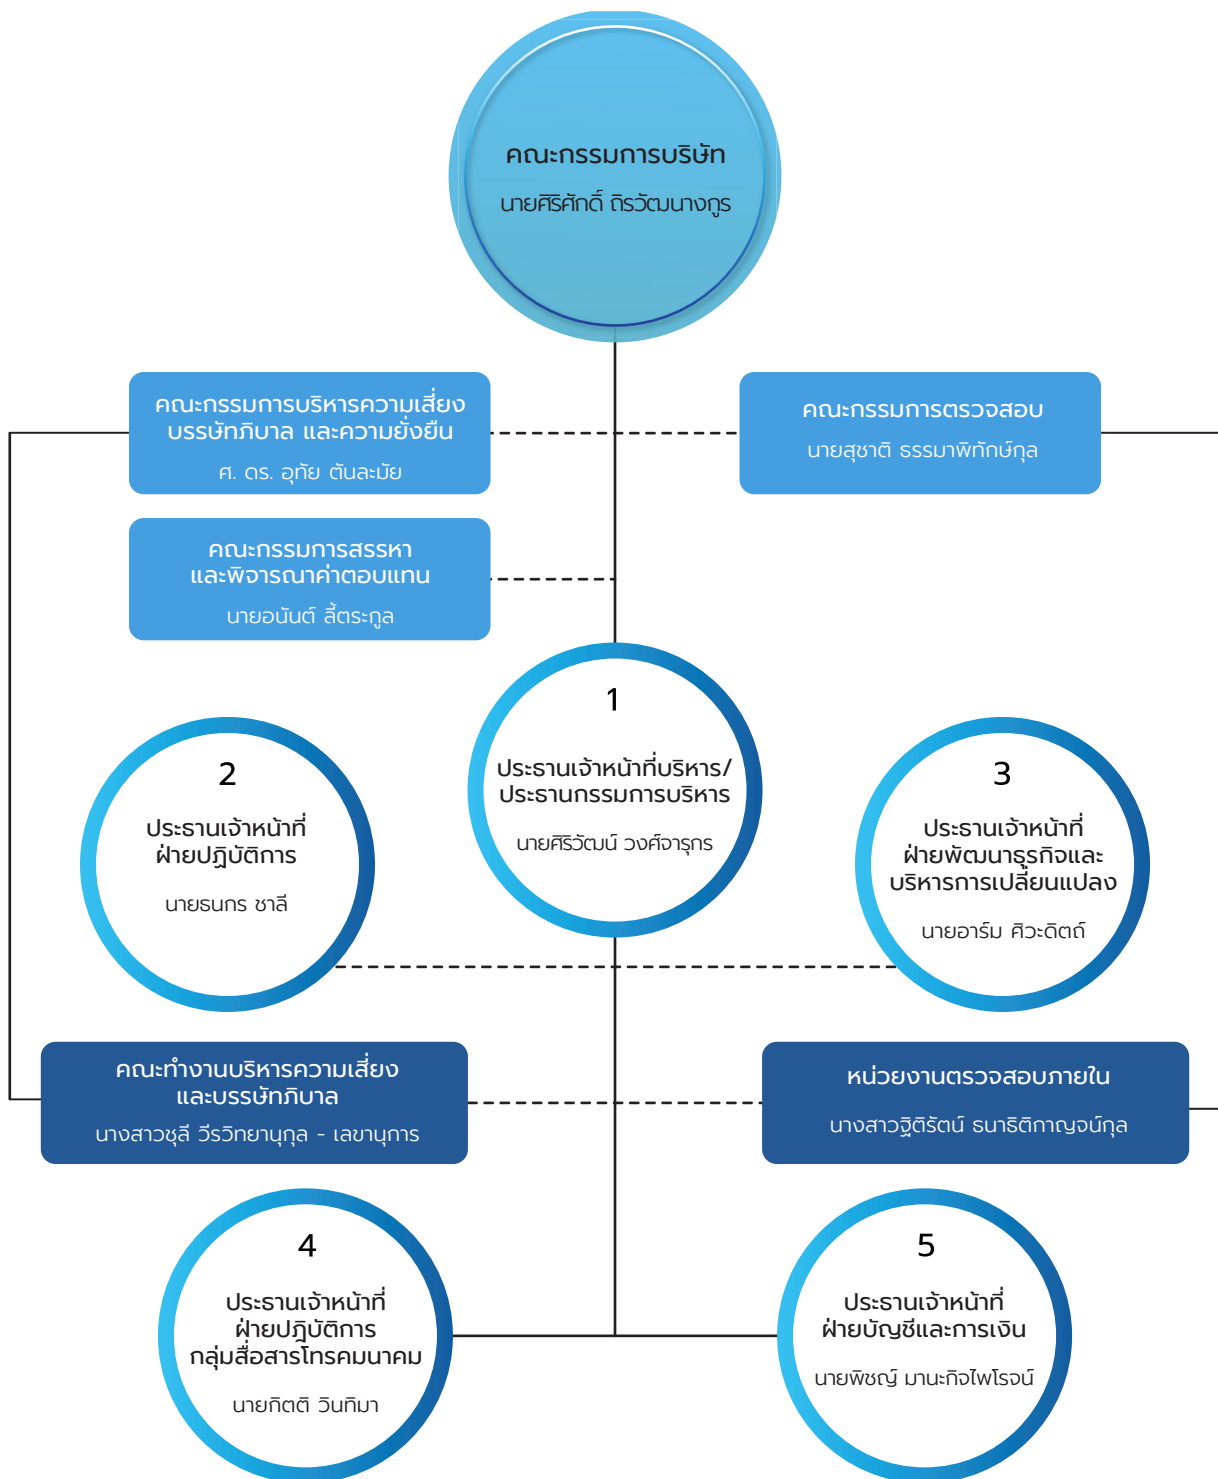 คณะกรรมการบริษัท
นายศิริศักดิ์ ถิรวัฒนางกูร
คณะกรรมการบริหารความเสี่ยง
บรรษัทภิบาล และความยั่งยืน
ศ. ดร. อุทัย ตันละมัย
คณะกรรมการตรวจสอบ
นายสุชาติ ธรรมาพิทักษ์กุล
คณะกรรมการสรรหา
และพิจารณาค่าตอบแทน
นายอนันต์ ลี้ตระกูล
1
ประธานเจ้าหน้าที่บริหาร/
ประธานกรรมการบริหาร
นายศิริวัฒน์ วงศ์จารุกร
2
ประธานเจ้าหน้าที่
ฝ่ายปฏิบัติการ
นายธนกร ชาลี
3
ประธานเจ้าหน้าที่
ฝ่ายพัฒนาธุรกิจและ
บริหารการเปลี่ยนแปลง
นายอาร์ม ศิวะดิตถ์
คณะทำงานบริหารความเสี่ยง
และบรรษัทภิบาล
นางสาวชุลี วีรวิทยานุกุล - เลขานุการ
หน่วยงานตรวจสอบภายใน
นางสาวฐิติรัตน์ ธนาธิติกาญจน์กุล
4
ประธานเจ้าหน้าที่
ฝ่ายปฎิบัติการ
กลุ่มสื่อสารโทรคมนาคม
นายกิตติ วินทิมา
5
ประธานเจ้าหน้าที่
ฝ่ายบัญชีและการเงิน
นายพิชญ์ มานะกิจไพโรจน์